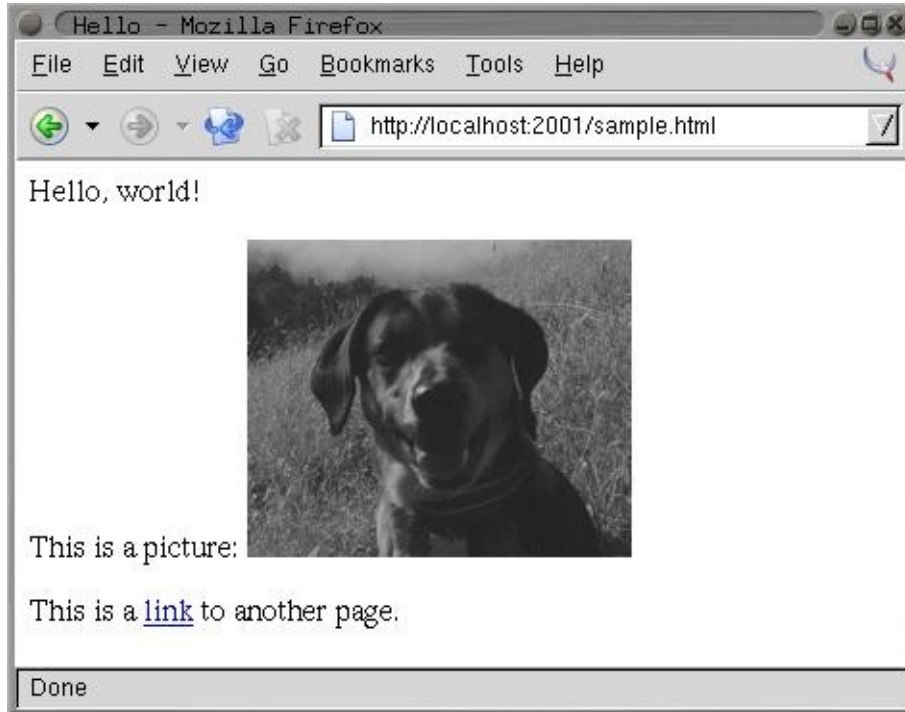 Hello - Mozilla Firefox
File Edit View Go Bookmarks Tools Help
http://localhost:2001/sample.html
Hello, world!
This is a picture:
This is a link to another page.
Done